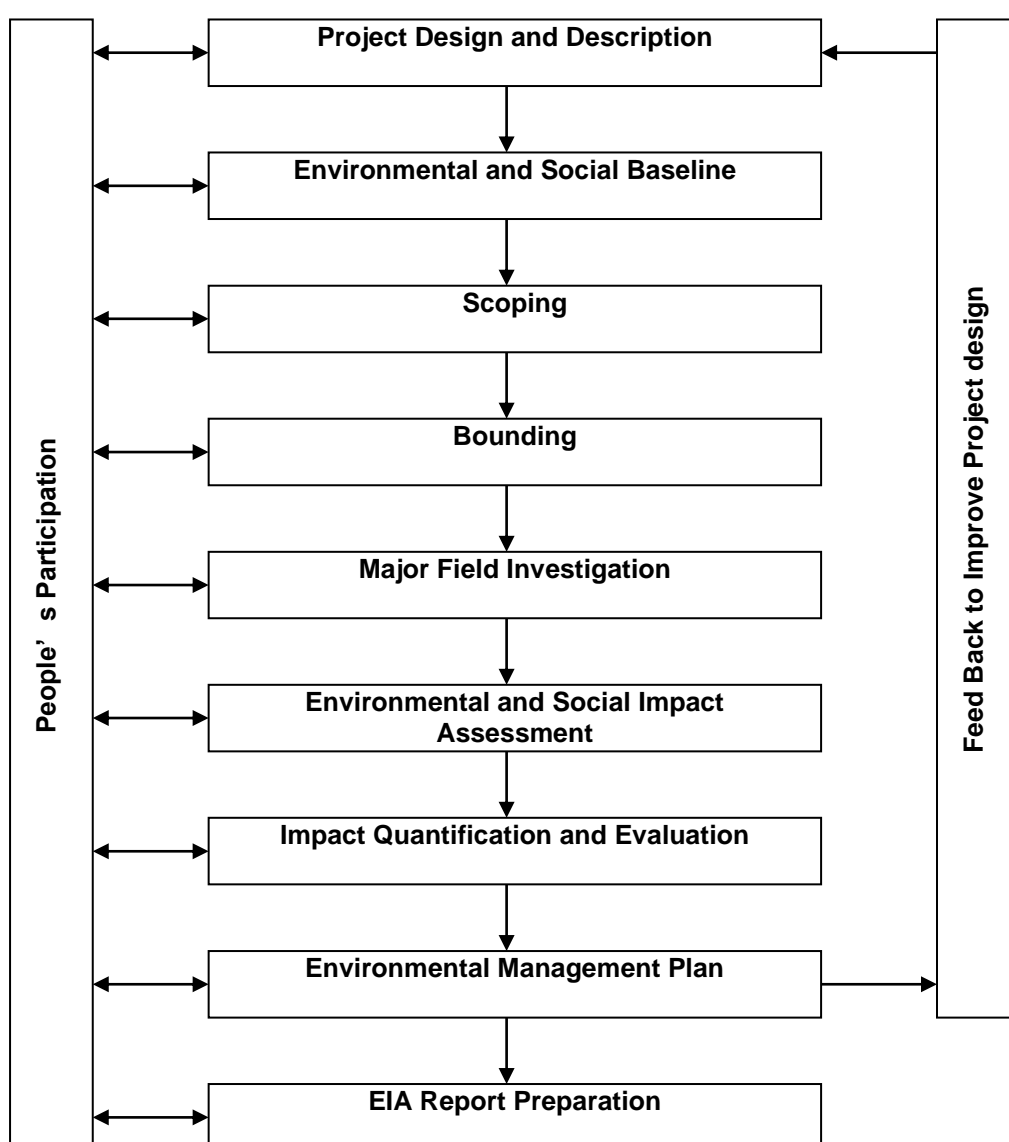 Project Design and Description
Environmental and Social Baseline
Scoping
Bounding
Major Field Investigation
Environmental and Social Impact
Assessment
Impact Quantification and Evaluation
Environmental Management Plan
EIA Report Preparation
People’ s Participation
Feed Back to Improve Project design